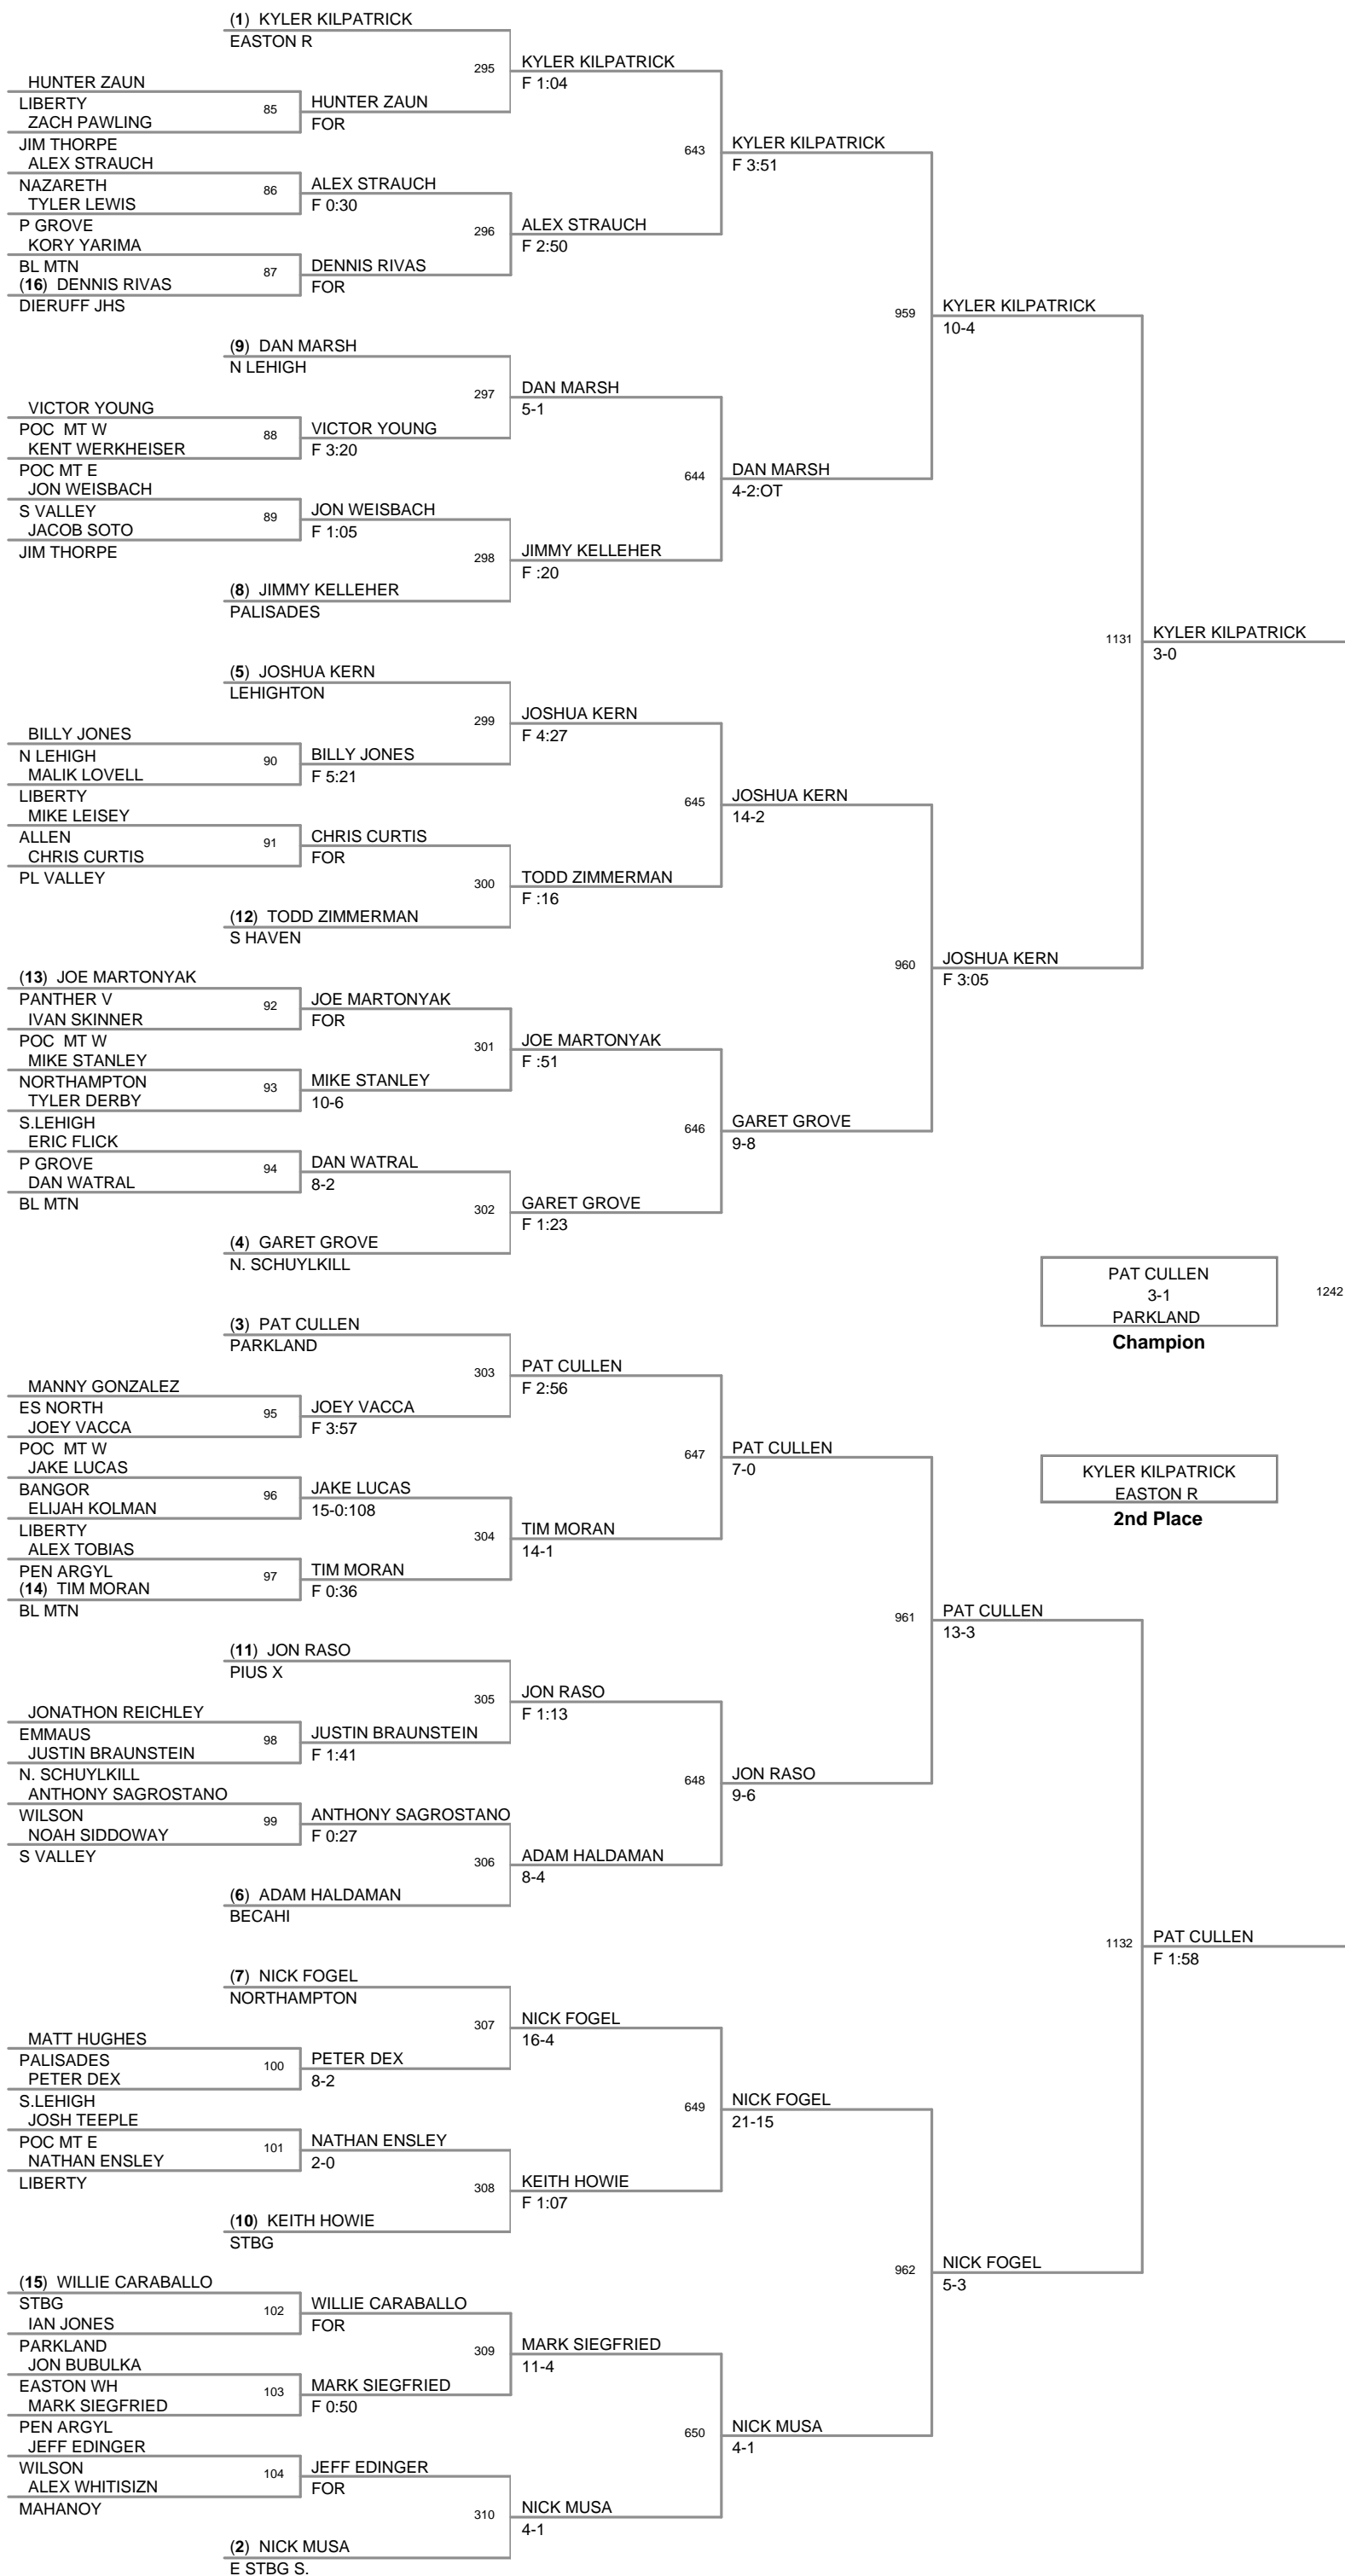 (1) KYLER KILPATRICK
EASTON R
295
KYLER KILPATRICK
F 1:04
HUNTER ZAUN
LIBERTY
85
HUNTER ZAUN
FOR
ZACH PAWLING
JIM THORPE
643
KYLER KILPATRICK
F 3:51
ALEX STRAUCH
NAZARETH
86
ALEX STRAUCH
F 0:30
TYLER LEWIS
P GROVE
296
ALEX STRAUCH
F 2:50
KORY YARIMA
BL MTN
87
DENNIS RIVAS
FOR
(16) DENNIS RIVAS
DIERUFF JHS
959
KYLER KILPATRICK
10-4
(9) DAN MARSH
N LEHIGH
297
DAN MARSH
5-1
VICTOR YOUNG
POC MT W
88
VICTOR YOUNG
F 3:20
KENT WERKHEISER
POC MT E
644
DAN MARSH
4-2:OT
JON WEISBACH
S VALLEY
89
JON WEISBACH
F 1:05
JACOB SOTO
JIM THORPE
298
JIMMY KELLEHER
F :20
(8) JIMMY KELLEHER
PALISADES
1131
KYLER KILPATRICK
3-0
(5) JOSHUA KERN
LEHIGHTON
299
JOSHUA KERN
F 4:27
BILLY JONES
N LEHIGH
90
BILLY JONES
F 5:21
MALIK LOVELL
LIBERTY
645
JOSHUA KERN
14-2
MIKE LEISEY
ALLEN
91
CHRIS CURTIS
FOR
CHRIS CURTIS
PL VALLEY
300
TODD ZIMMERMAN
F :16
(12) TODD ZIMMERMAN
S HAVEN
960
JOSHUA KERN
F 3:05
(13) JOE MARTONYAK
PANTHER V
92
JOE MARTONYAK
FOR
IVAN SKINNER
POC MT W
301
JOE MARTONYAK
F :51
MIKE STANLEY
NORTHAMPTON
93
MIKE STANLEY
10-6
TYLER DERBY
S.LEHIGH
646
GARET GROVE
9-8
ERIC FLICK
P GROVE
94
DAN WATRAL
8-2
DAN WATRAL
BL MTN
302
GARET GROVE
F 1:23
(4) GARET GROVE
N. SCHUYLKILL
PAT CULLEN
3-1
PARKLAND
Champion
1242
(3) PAT CULLEN
PARKLAND
303
PAT CULLEN
F 2:56
MANNY GONZALEZ
ES NORTH
95
JOEY VACCA
F 3:57
JOEY VACCA
POC MT W
647
PAT CULLEN
7-0
KYLER KILPATRICK
EASTON R
2nd Place
JAKE LUCAS
BANGOR
96
JAKE LUCAS
15-0:108
ELIJAH KOLMAN
LIBERTY
304
TIM MORAN
14-1
ALEX TOBIAS
PEN ARGYL
97
TIM MORAN
F 0:36
(14) TIM MORAN
BL MTN
961
PAT CULLEN
13-3
(11) JON RASO
PIUS X
305
JON RASO
F 1:13
JONATHON REICHLEY
EMMAUS
98
JUSTIN BRAUNSTEIN
F 1:41
JUSTIN BRAUNSTEIN
N. SCHUYLKILL
648
JON RASO
9-6
ANTHONY SAGROSTANO
WILSON
99
ANTHONY SAGROSTANO
F 0:27
NOAH SIDDOWAY
S VALLEY
306
ADAM HALDAMAN
8-4
(6) ADAM HALDAMAN
BECAHI
1132
PAT CULLEN
F 1:58
(7) NICK FOGEL
NORTHAMPTON
307
NICK FOGEL
16-4
MATT HUGHES
PALISADES
100
PETER DEX
8-2
PETER DEX
S.LEHIGH
649
NICK FOGEL
21-15
JOSH TEEPLE
POC MT E
101
NATHAN ENSLEY
2-0
NATHAN ENSLEY
LIBERTY
308
KEITH HOWIE
F 1:07
(10) KEITH HOWIE
STBG
962
NICK FOGEL
5-3
(15) WILLIE CARABALLO
STBG
102
WILLIE CARABALLO
FOR
IAN JONES
PARKLAND
309
MARK SIEGFRIED
11-4
JON BUBULKA
EASTON WH
103
MARK SIEGFRIED
F 0:50
MARK SIEGFRIED
PEN ARGYL
650
NICK MUSA
4-1
JEFF EDINGER
WILSON
104
JEFF EDINGER
FOR
ALEX WHITISIZN
MAHANOY
310
NICK MUSA
4-1
(2) NICK MUSA
E STBG S.